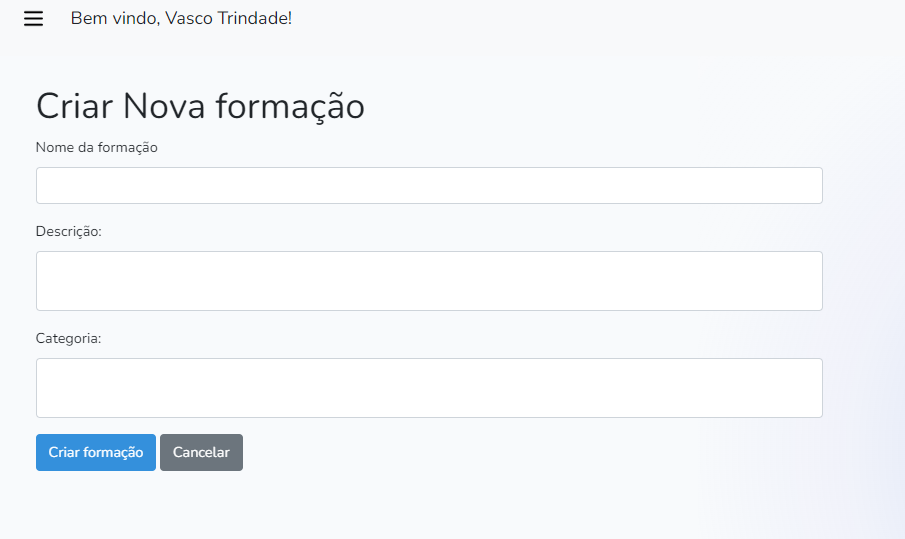 Bem vindo, Vasco Trindade!
Criar Nova formação
Nome da formação
Descrição:
Categoria:
Criar formação Cancelar